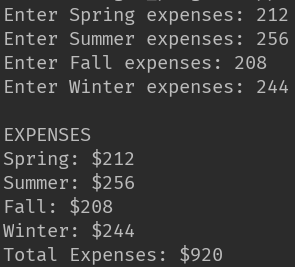 Enter Spring expenses: 212
Enter Summer expenses: 256
Enter Fall expenses: 208
Enter Winter expenses: 244
EXPENSES
Spring: $212
Summer: $256
Fall: $208
Winter: $244
Total Expenses: $920